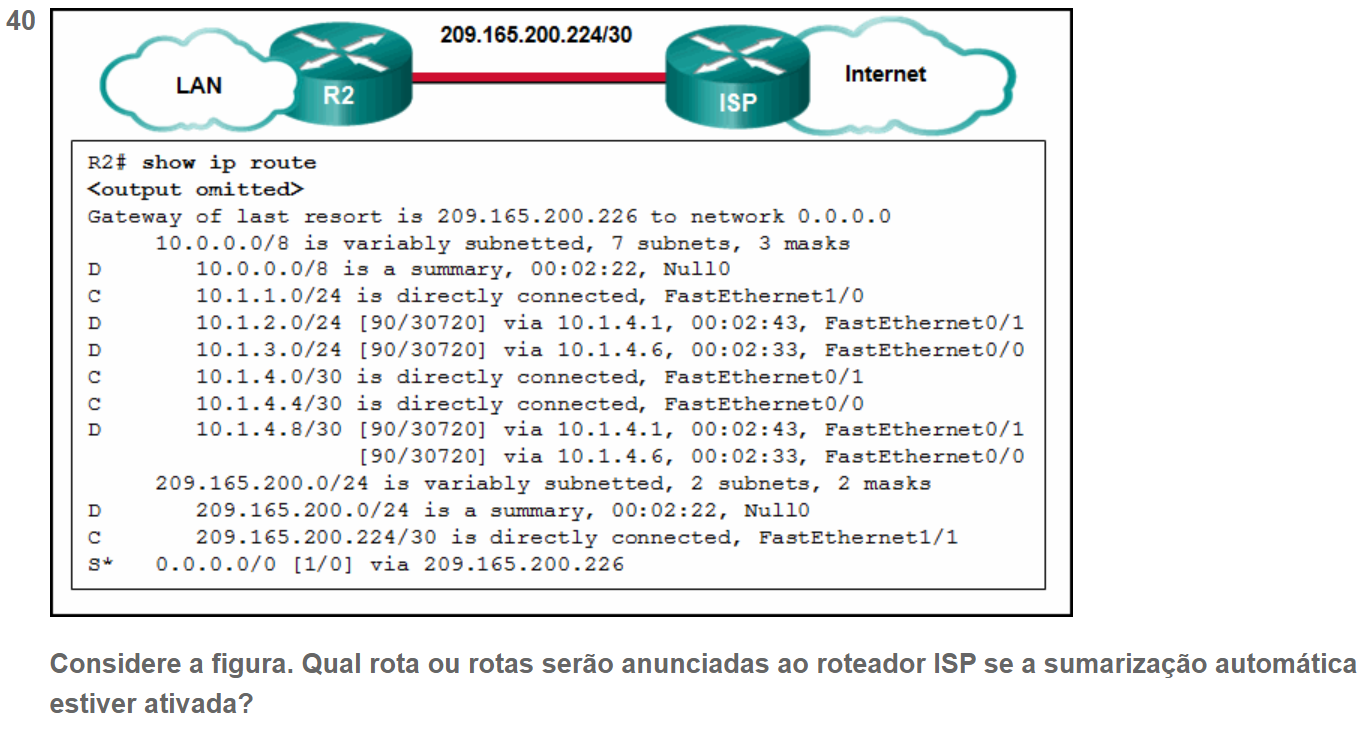 40
209.165.200.224/30
LAN
R2
ISP
Internet
R2# show ip route
<output omitted>
Gateway of last resort is 209.165.200.226 to network 0.0.0.0
10.0.0.0/8 is variably subnetted, 7 subnets, 3 masks
D 10.0.0.0/8 is a summary, 00:02:22, Null0
C 10.1.1.0/24 is directly connected, FastEthernet1/0
D 10.1.2.0/24 [90/30720] via 10.1.4.1, 00:02:43, FastEthernet0/1
D 10.1.3.0/24 [90/30720] via 10.1.4.6, 00:02:33, FastEthernet0/0
C 10.1.4.0/30 is directly connected, FastEthernet0/1
C 10.1.4.4/30 is directly connected, FastEthernet0/0
D 10.1.4.8/30 [90/30720] via 10.1.4.1, 00:02:43, FastEthernet0/1
[90/30720] via 10.1.4.6, 00:02:33, FastEthernet0/0
209.165.200.0/24 is variably subnetted, 2 subnets, 2 masks
D 209.165.200.0/24 is a summary, 00:02:22, Null0
C 209.165.200.224/30 is directly connected, FastEthernet1/1
S* 0.0.0.0/0 [1/0] via 209.165.200.226
Considere a figura. Qual rota ou rotas serão anunciadas ao roteador ISP se a sumarização automática
estiver ativada?